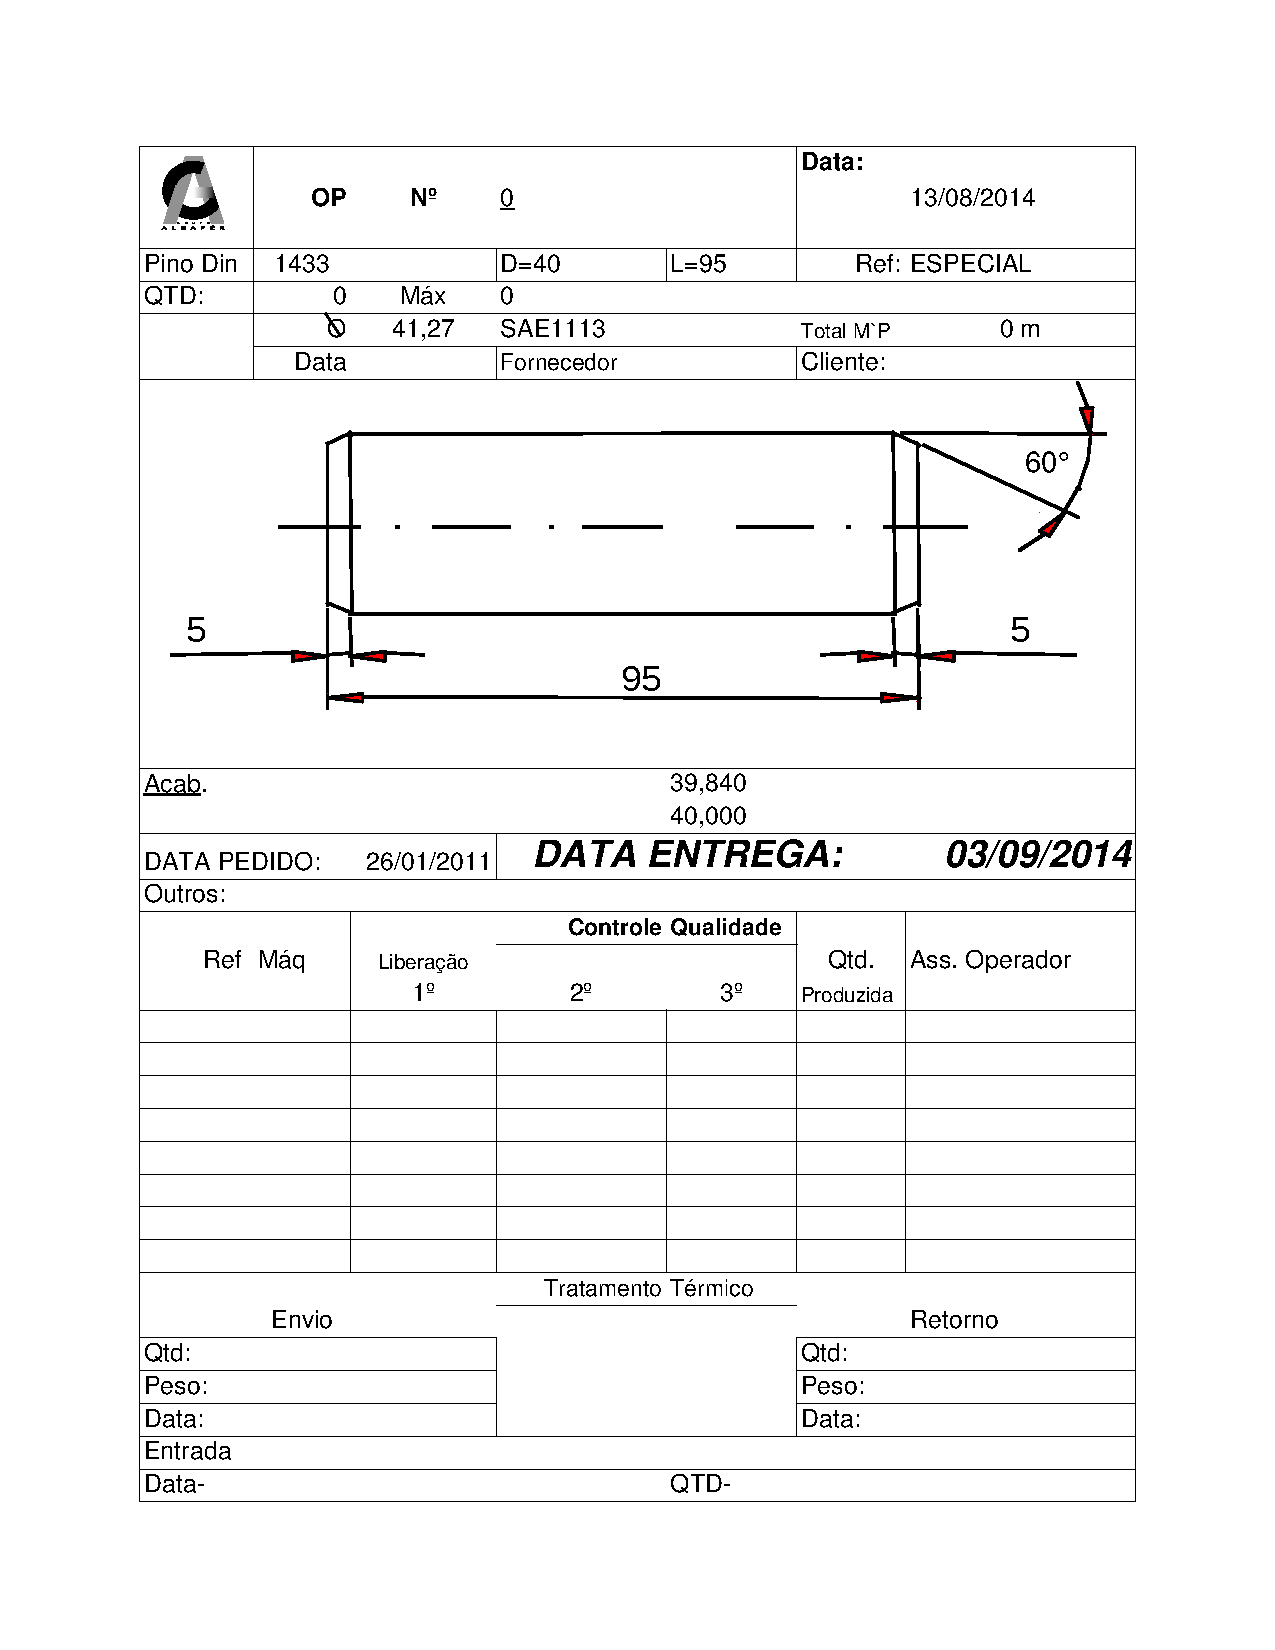 Data:
OP Nº 0 13/08/2014
ALBAFER
Pino Din 1433 D=40 L=95 Ref: ESPECIAL
QTD: 0 Máx 0
O 41,27 SAE1113 Total M`P 0 m
Data Fornecedor Cliente:
60°
5 5
95
Acab. 39,840
40,000
DATA PEDIDO: 26/01/2011 DATA ENTREGA: 03/09/2014
Outros:
Controle Qualidade
Ref Máq Liberação Qtd. Ass. Operador
1º 2º 3º Produzida
Tratamento Térmico
Envio Retorno
Qtd: Qtd:
Peso: Peso:
Data: Data:
Entrada
Data- QTD-